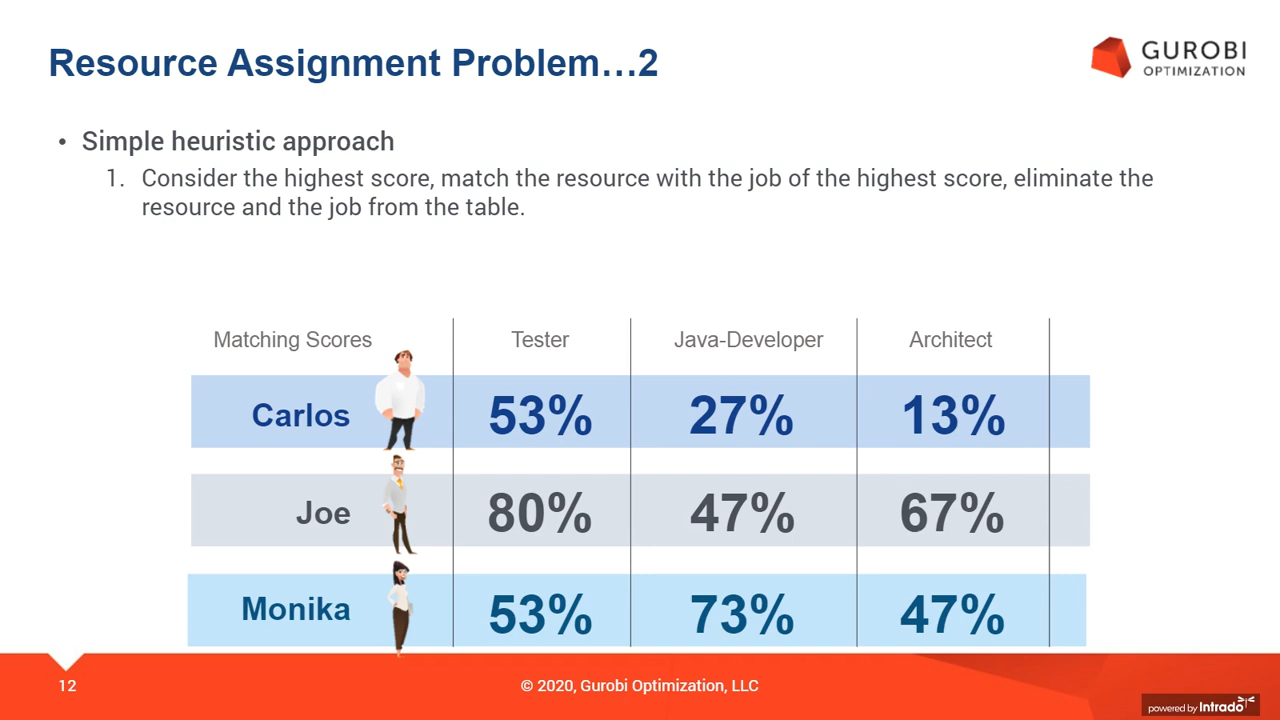 Resource Assignment Problem…2
GUROBI
OPTIMIZATION
• Simple heuristic approach
1. Consider the highest score, match the resource with the job of the highest score, eliminate the
resource and the job from the table.
Matching Scores Tester Java-Developer Architect
Carlos 53% 27% 13%
Joe 80% 47% 67%
Monika 53% 73% 47%
12 © 2020, Gurobi Optimization, LLC
powered by Intrado